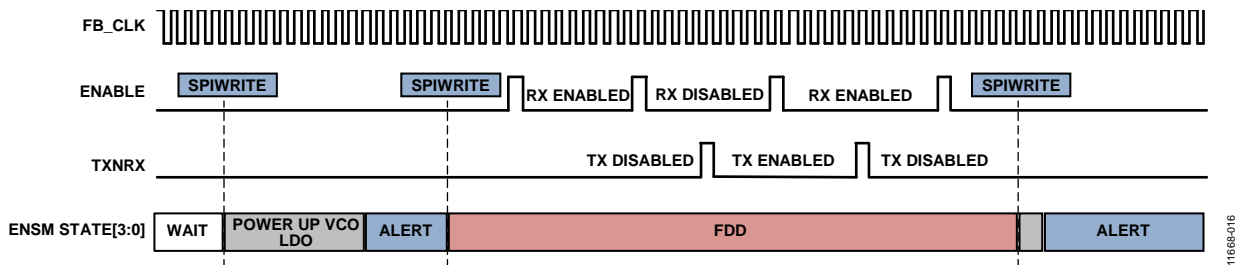 FB_CLK
ENABLE
SPIWRITE
SPIWRITE
RX ENABLED
RX DISABLED
RX ENABLED
SPIWRITE
TXNRX
TX DISABLED
TX ENABLED
TX DISABLED
ENSM STATE[3:0]
WAIT
POWER UP VCO
LDO
ALERT
FDD
ALERT
11668-016